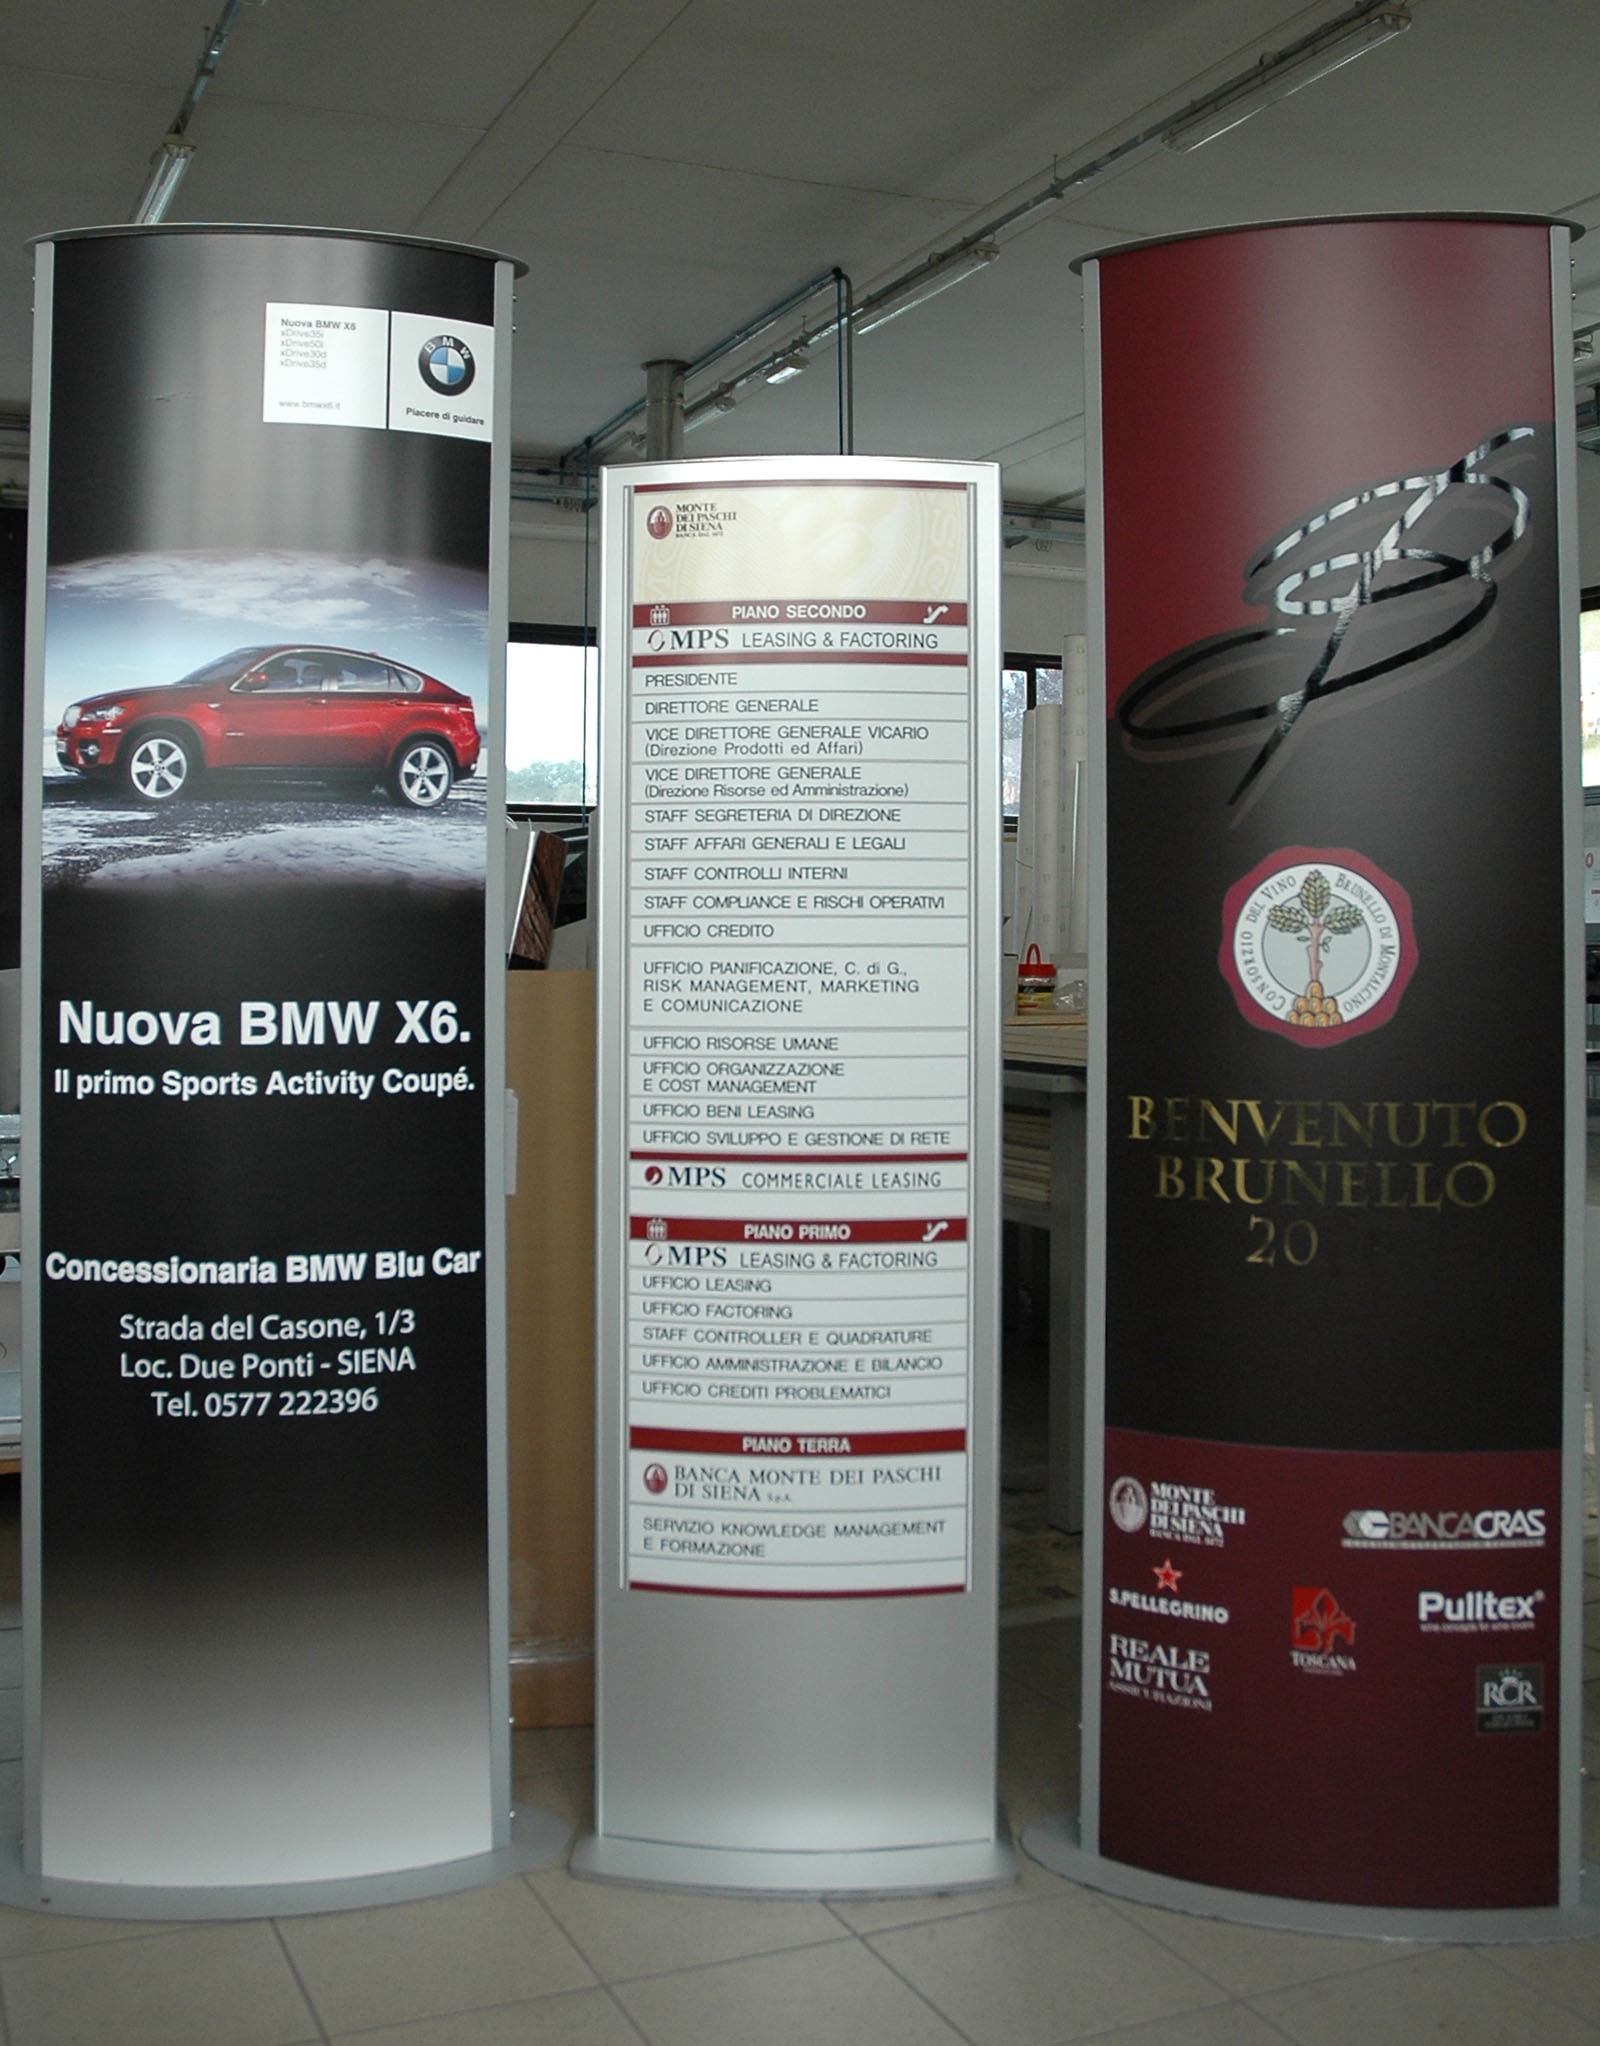 Nuova BMW X6
xDrive35i
xDrive50i
xDrive30d
xDrive35d
www.bmwx6.it
BMW
Piacere di guidare
Nuova BMW X6.
Il primo Sports Activity Coupé.
Concessionaria BMW Blu Car
Strada del Casone, 1/3
Loc. Due Ponti - SIENA
Tel. 0577 222396
MONTE
DEI PASCHI
DI SIENA
BANCA DAL 1472
PIANO SECONDO
MPS LEASING & FACTORING
PRESIDENTE
DIRETTORE GENERALE
VICE DIRETTORE GENERALE VICARIO
(Direzione Prodotti ed Affari)
VICE DIRETTORE GENERALE
(Direzione Risorse ed Amministrazione)
STAFF SEGRETERIA DI DIREZIONE
STAFF AFFARI GENERALI E LEGALI
STAFF CONTROLLI INTERNI
STAFF COMPLIANCE E RISCHI OPERATIVI
UFFICIO CREDITO
UFFICIO PIANIFICAZIONE, C. di G.,
RISK MANAGEMENT, MARKETING
E COMUNICAZIONE
UFFICIO RISORSE UMANE
UFFICIO ORGANIZZAZIONE
E COST MANAGEMENT
UFFICIO BENI LEASING
UFFICIO SVILUPPO E GESTIONE DI RETE
MPS COMMERCIALE LEASING
PIANO PRIMO
MPS LEASING & FACTORING
UFFICIO LEASING
UFFICIO FACTORING
STAFF CONTROLLER E QUADRATURE
UFFICIO AMMINISTRAZIONE E BILANCIO
UFFICIO CREDITI PROBLEMATICI
PIANO TERRA
BANCA MONTE DEI PASCHI
DI SIENA S.p.A.
SERVIZIO KNOWLEDGE MANAGEMENT
E FORMAZIONE
CONSORZIO DEL VINO BRUNELLO DI MONTALCINO
BENVENUTO
BRUNELLO
20
MONTE
DEI PASCHI
DI SIENA
BANCA DAL 1472
BANCACRAS
S.PELLEGRINO
TOSCANA
Pulltex®
REALE
MUTUA
ASSICURAZIONI
RCR